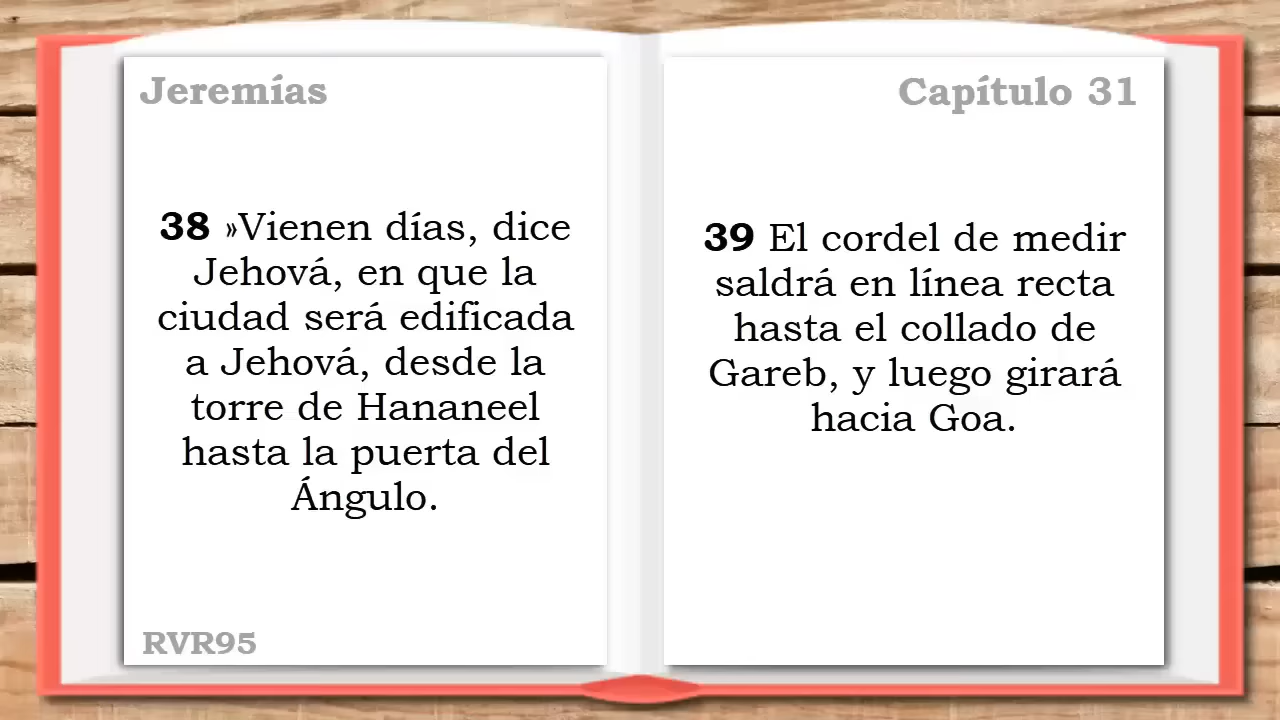 Jeremías
38 »Vienen días, dice
Jehová, en que la
ciudad será edificada
a Jehová, desde la
torre de Hananeel
hasta la puerta del
Ángulo.
RVR95
Capítulo 31
39 El cordel de medir
saldrá en línea recta
hasta el collado de
Gareb, y luego girará
hacia Goa.